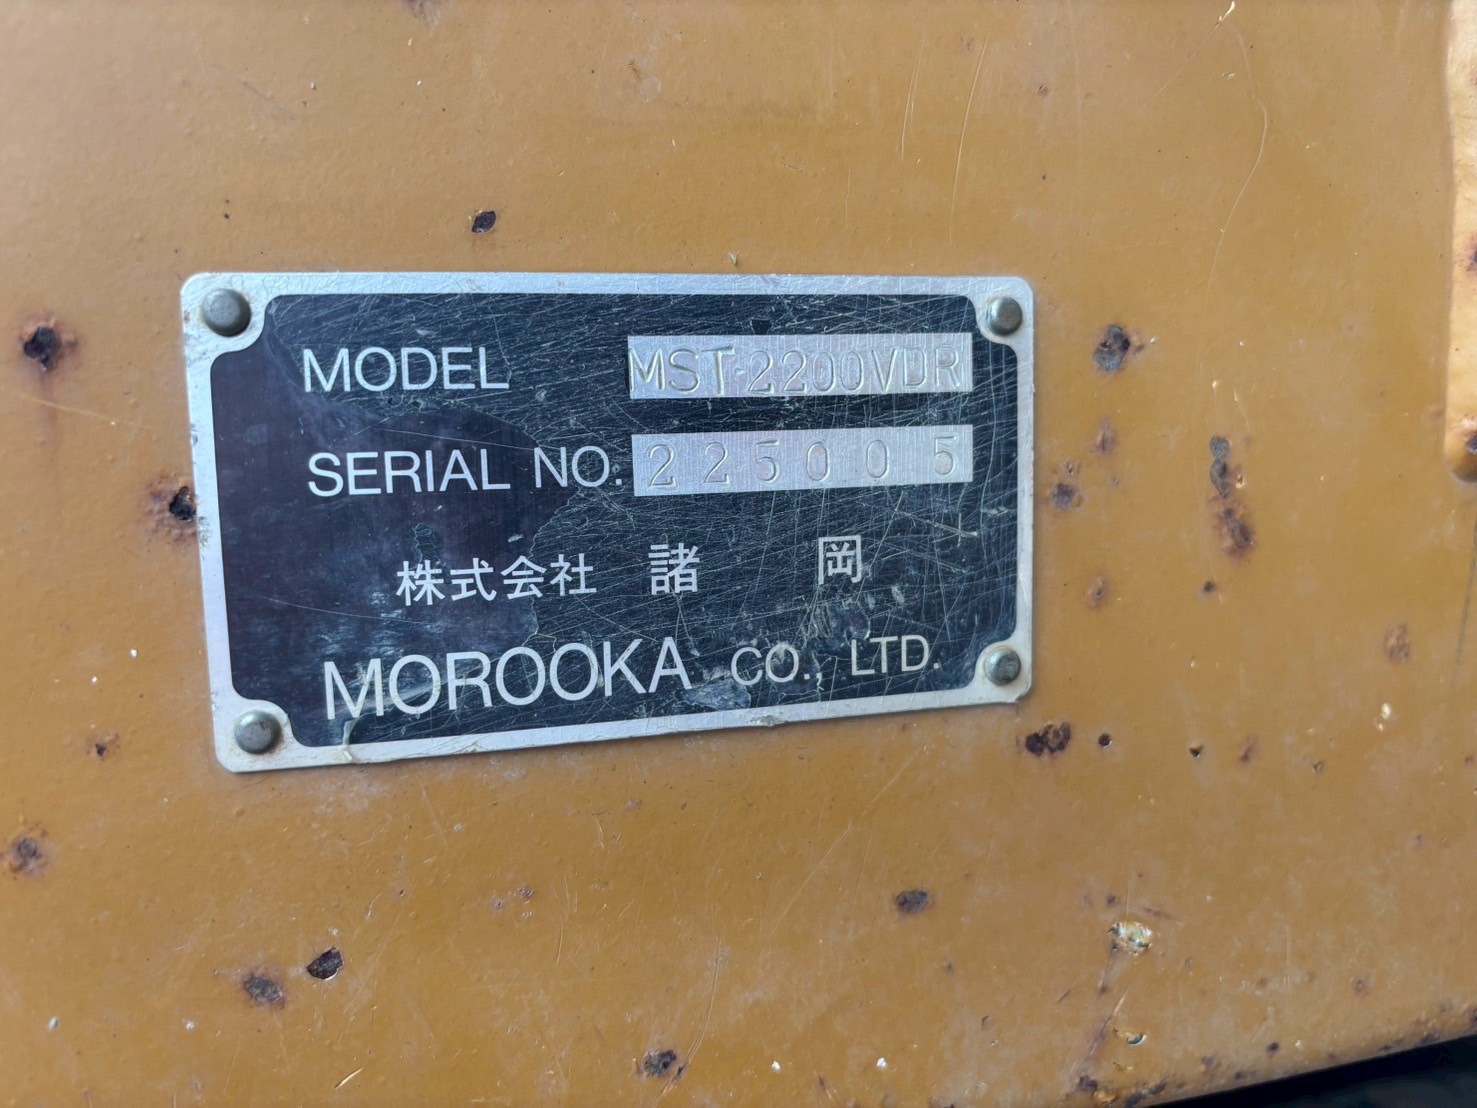 MODEL MST-2200VDR
SERIAL NO. 225005
株式会社 諸 岡
MOROOKA CO., LTD.